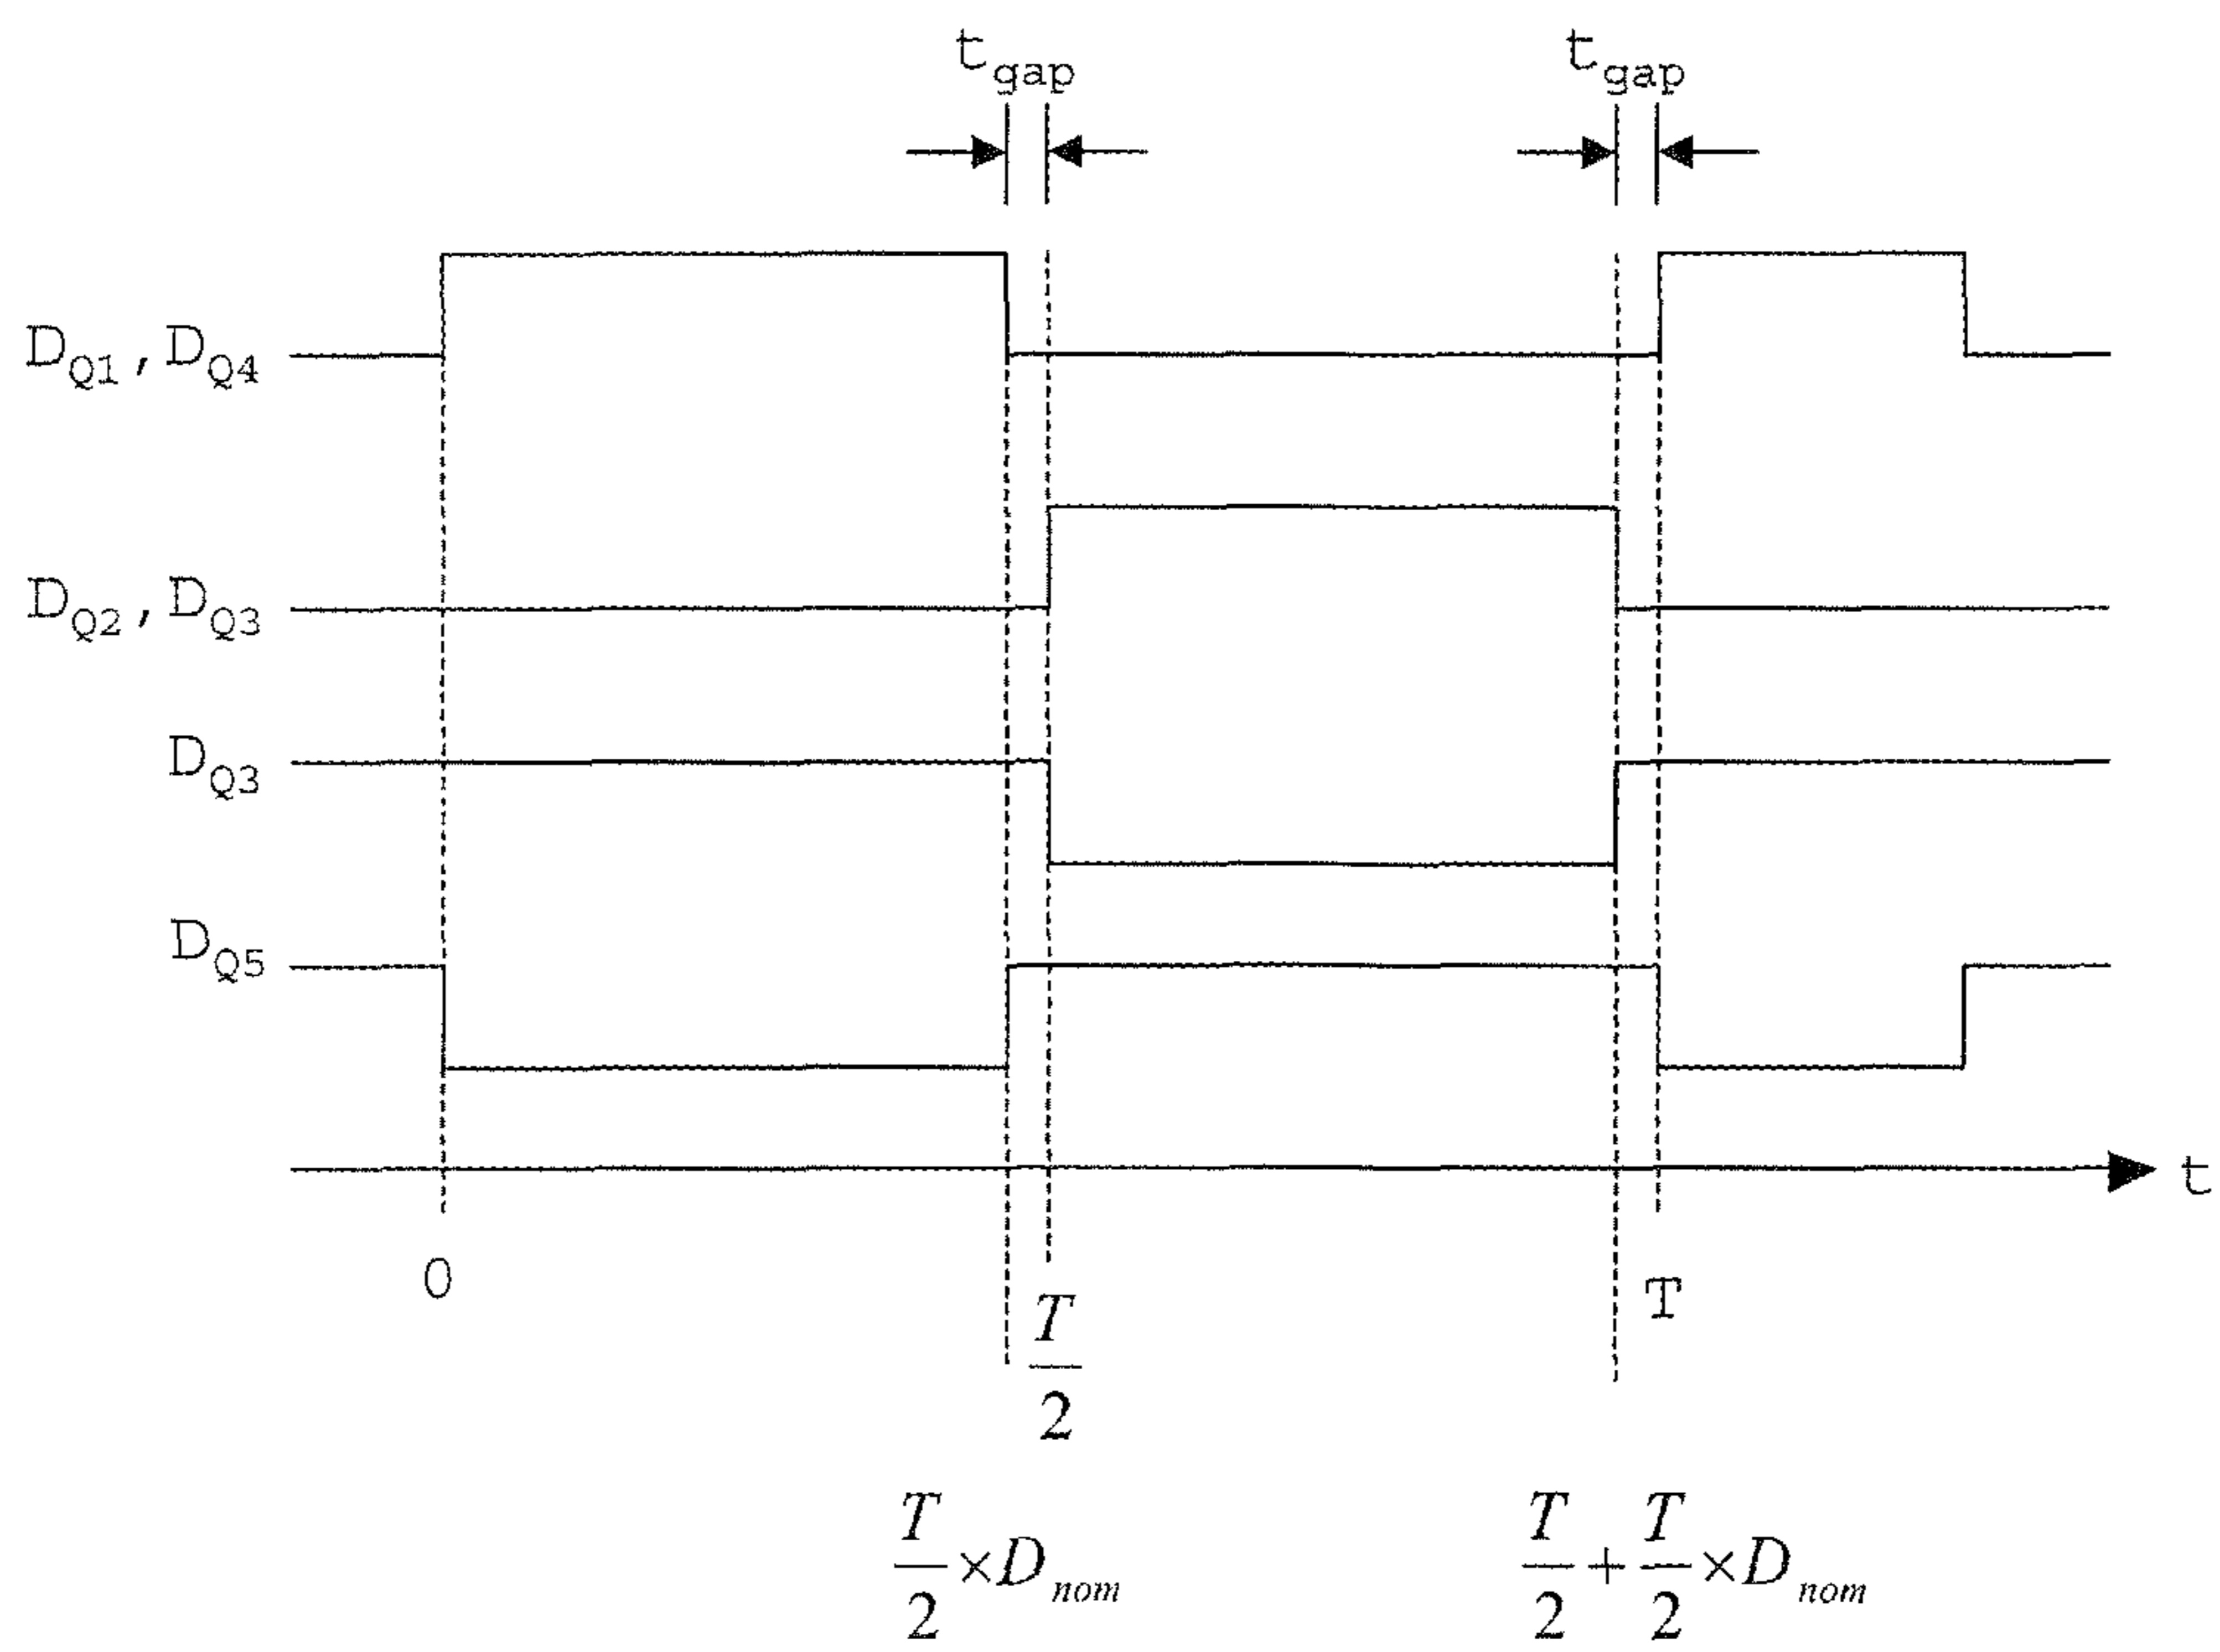 t_gap t_gap
D_Q1, D_Q4
D_Q2, D_Q3
D_Q3
D_Q5
t
0
T/2
T
T/2 × D_nom
T/2 + T/2 × D_nom